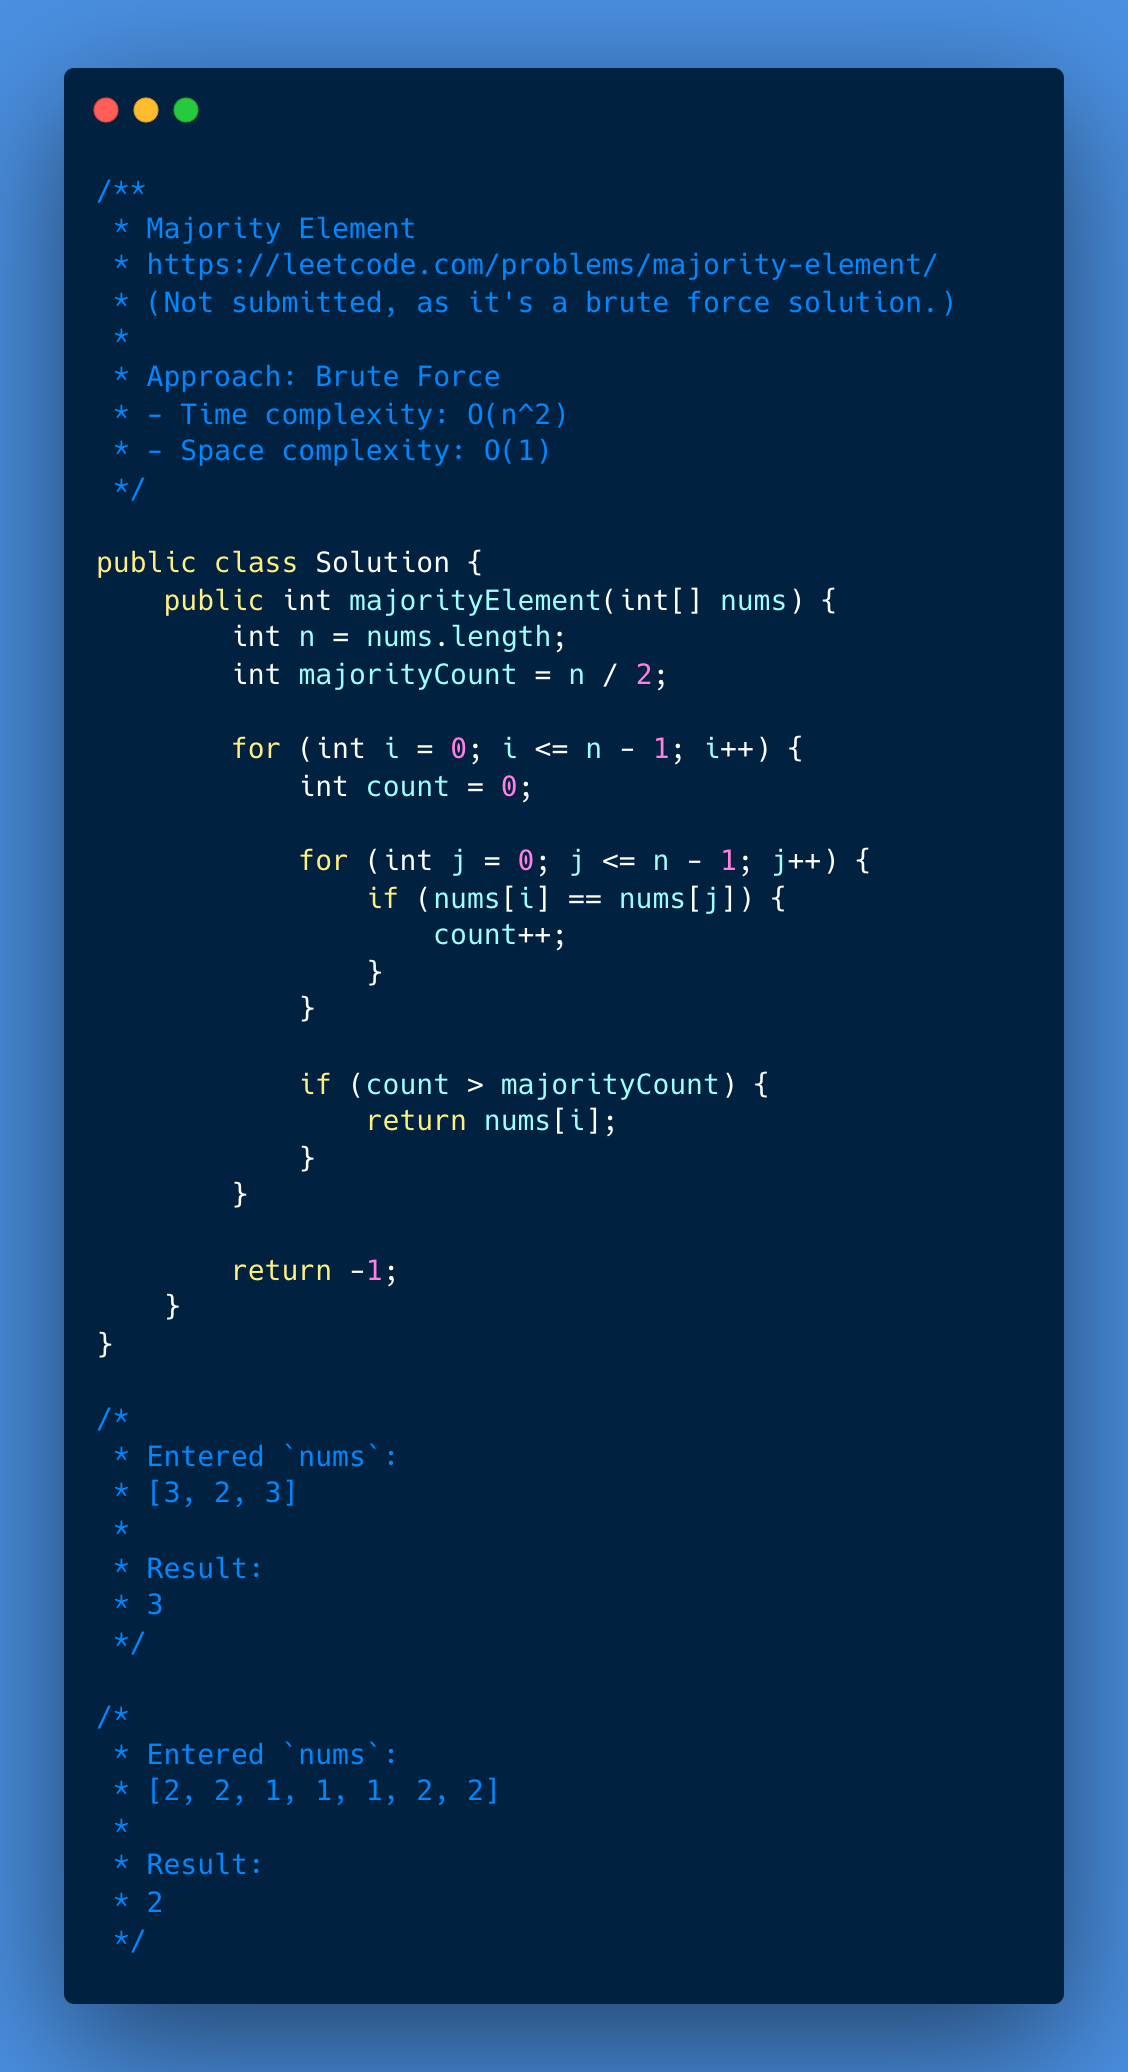 /**
 * Majority Element
 * https://leetcode.com/problems/majority-element/
 * (Not submitted, as it's a brute force solution.)
 *
 * Approach: Brute Force
 * - Time complexity: O(n^2)
 * - Space complexity: O(1)
 */

public class Solution {
    public int majorityElement(int[] nums) {
        int n = nums.length;
        int majorityCount = n / 2;

        for (int i = 0; i <= n - 1; i++) {
            int count = 0;

            for (int j = 0; j <= n - 1; j++) {
                if (nums[i] == nums[j]) {
                    count++;
                }
            }

            if (count > majorityCount) {
                return nums[i];
            }
        }

        return -1;
    }
}

/*
 * Entered `nums`:
 * [3, 2, 3]
 *
 * Result:
 * 3
 */

/*
 * Entered `nums`:
 * [2, 2, 1, 1, 1, 2, 2]
 *
 * Result:
 * 2
 */